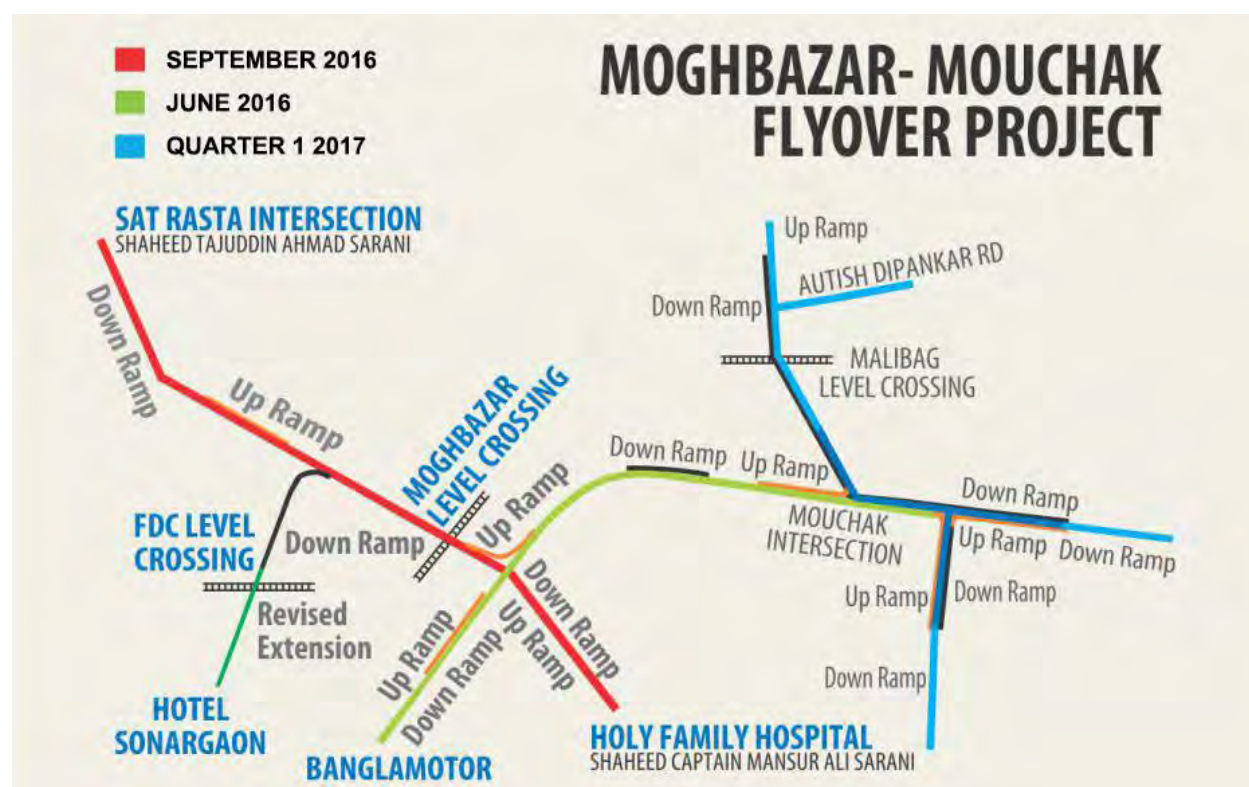 SEPTEMBER 2016
JUNE 2016
QUARTER 1 2017
MOGHBAZAR- MOUCHAK
FLYOVER PROJECT
SAT RASTA INTERSECTION
SHAHEED TAJUDDIN AHMAD SARANI
Down Ramp
Up Ramp
MOGHBAZAR
LEVEL CROSSING
Up Ramp
FDC LEVEL
CROSSING
Down Ramp
Revised
Extension
HOTEL
SONARGAON
Up Ramp
Down Ramp
BANGLAMOTOR
Down Ramp
Up Ramp
HOLY FAMILY HOSPITAL
SHAHEED CAPTAIN MANSUR ALI SARANI
Up Ramp
AUTISH DIPANKAR RD
Down Ramp
MALIBAG
LEVEL CROSSING
Down Ramp
Up Ramp
MOUCHAK
INTERSECTION
Down Ramp
Up Ramp
Down Ramp
Up Ramp
Down Ramp
Down Ramp